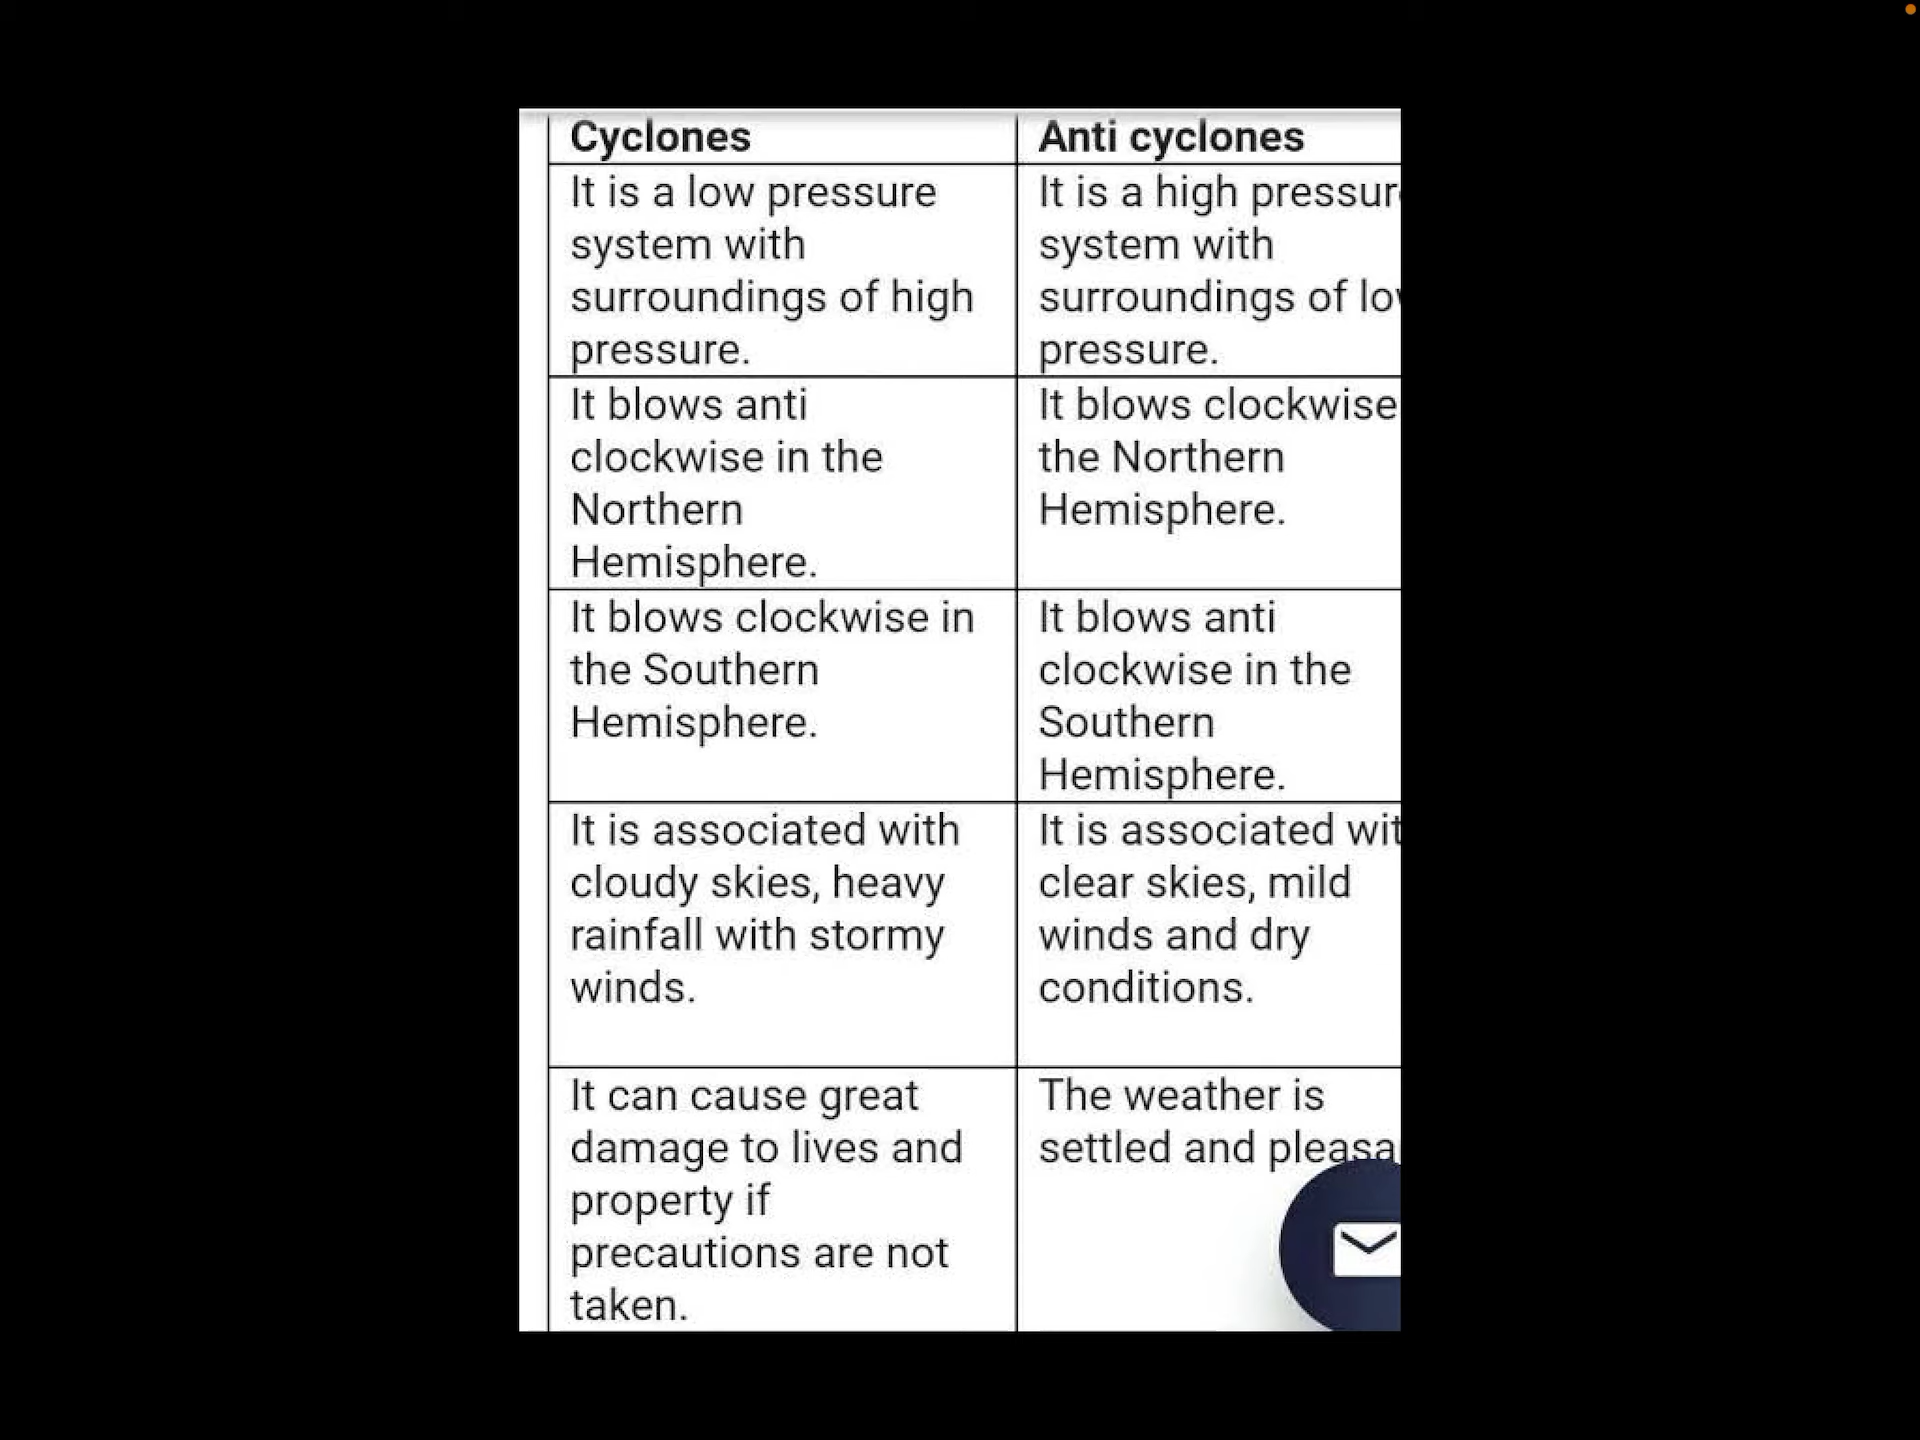 Cyclones
Anti cyclones
It is a low pressure
system with
surroundings of high
pressure.
It is a high
system with
surroundings of
pressure.
It blows anti
clockwise in the
Northern
Hemisphere.
It blows clockwise
the Northern
Hemisphere.
It blows clockwise in
the Southern
Hemisphere.
It blows anti
clockwise in the
Southern
Hemisphere.
It is associated with
cloudy skies, heavy
rainfall with stormy
winds.
It is associated
clear skies, mild
winds and dry
conditions.
It can cause great
damage to lives and
property if
precautions are not
taken.
The weather is
settled and